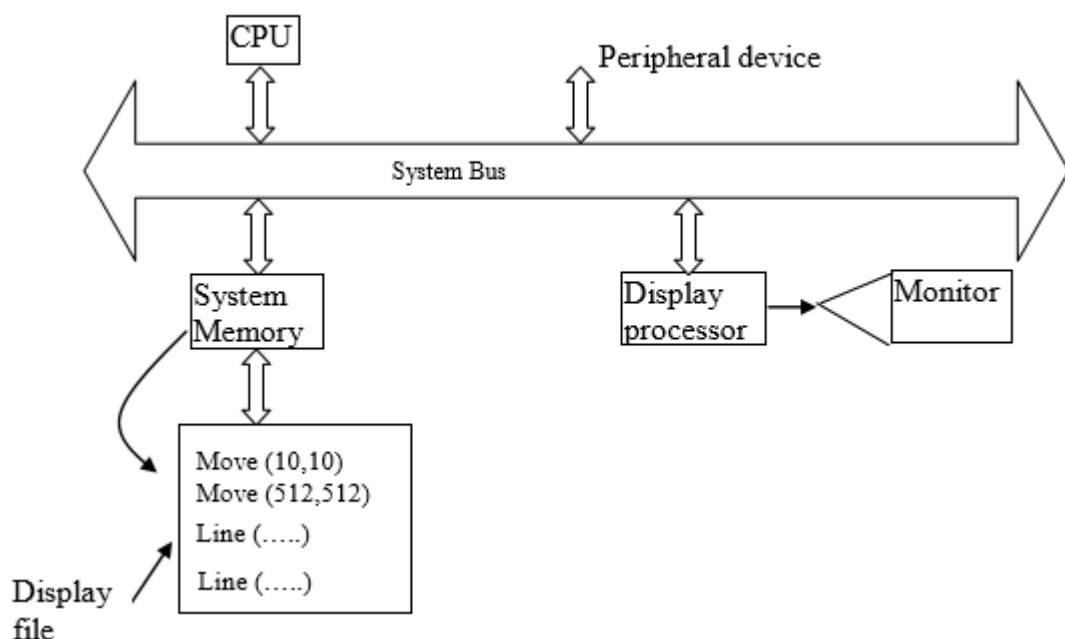 CPU
Peripheral device
System Bus
System
Memory
Display
processor
Monitor
Move (10,10)
Move (512,512)
Line (.....)
Line (.....)
Display
file